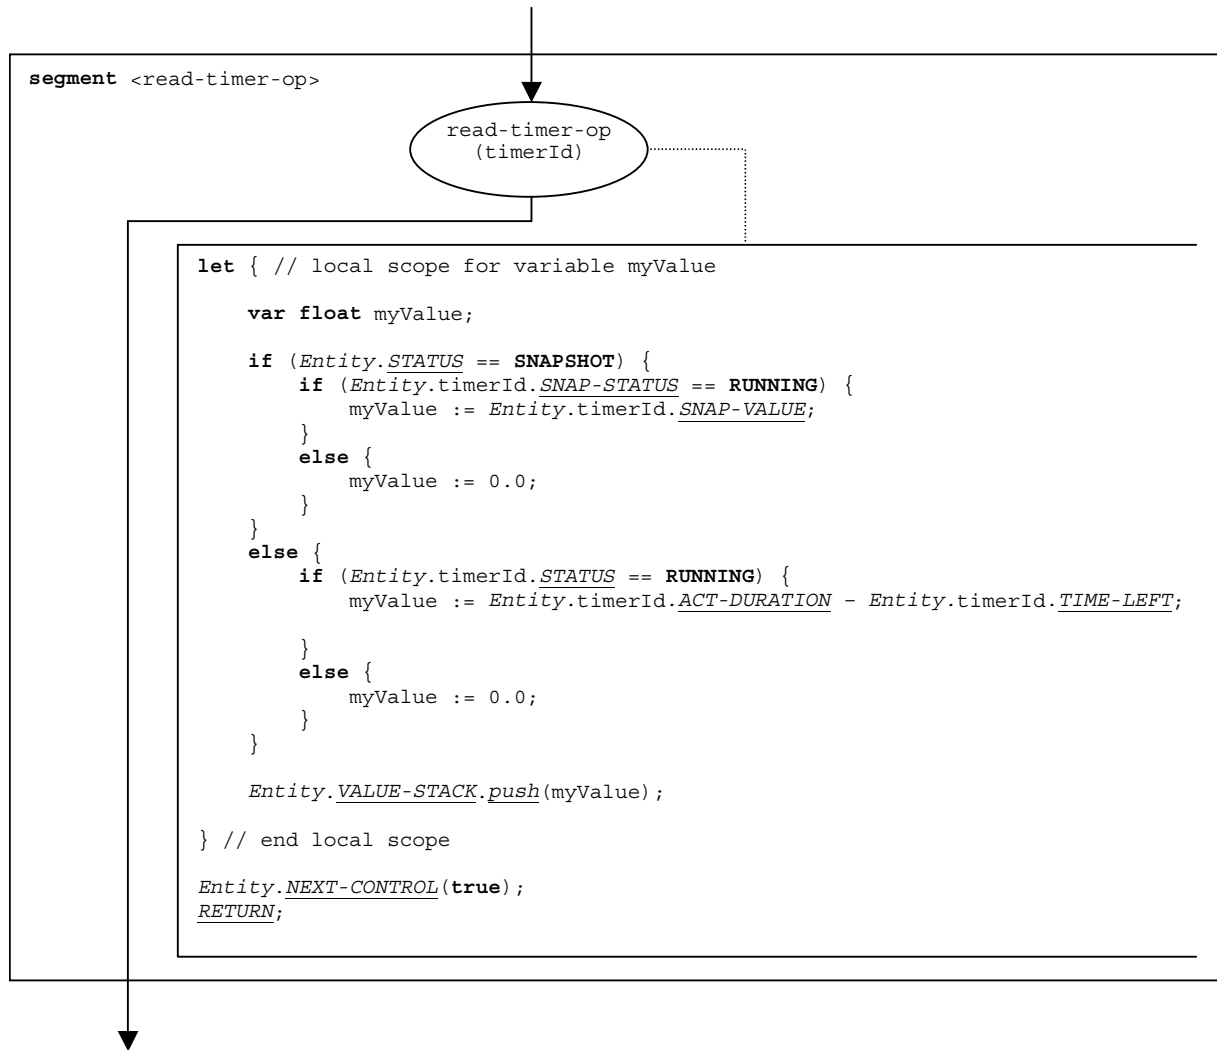 segment <read-timer-op>
read-timer-op
(timerId)
let { // local scope for variable myValue
var float myValue;
if (Entity.STATUS == SNAPSHOT) {
if (Entity.timerId.SNAP-STATUS == RUNNING) {
myValue := Entity.timerId.SNAP-VALUE;
}
else {
myValue := 0.0;
}
}
else {
if (Entity.timerId.STATUS == RUNNING) {
myValue := Entity.timerId.ACT-DURATION – Entity.timerId.TIME-LEFT;
}
else {
myValue := 0.0;
}
}
Entity.VALUE-STACK.push(myValue);
} // end local scope
Entity.NEXT-CONTROL(true);
RETURN;